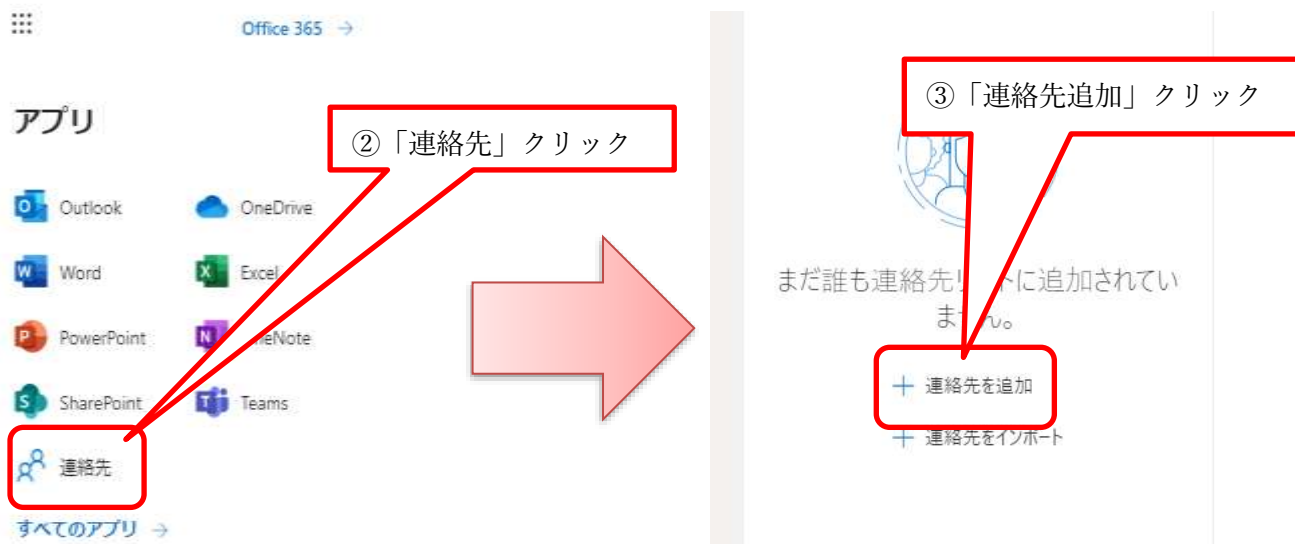 Office 365 →
アプリ
②「連絡先」クリック
Outlook
OneDrive
Word
Excel
PowerPoint
OneNote
SharePoint
Teams
連絡先
すべてのアプリ →
③「連絡先追加」クリック
まだ誰も連絡先リストに追加されてい
ません。
＋ 連絡先を追加
＋ 連絡先をインポート